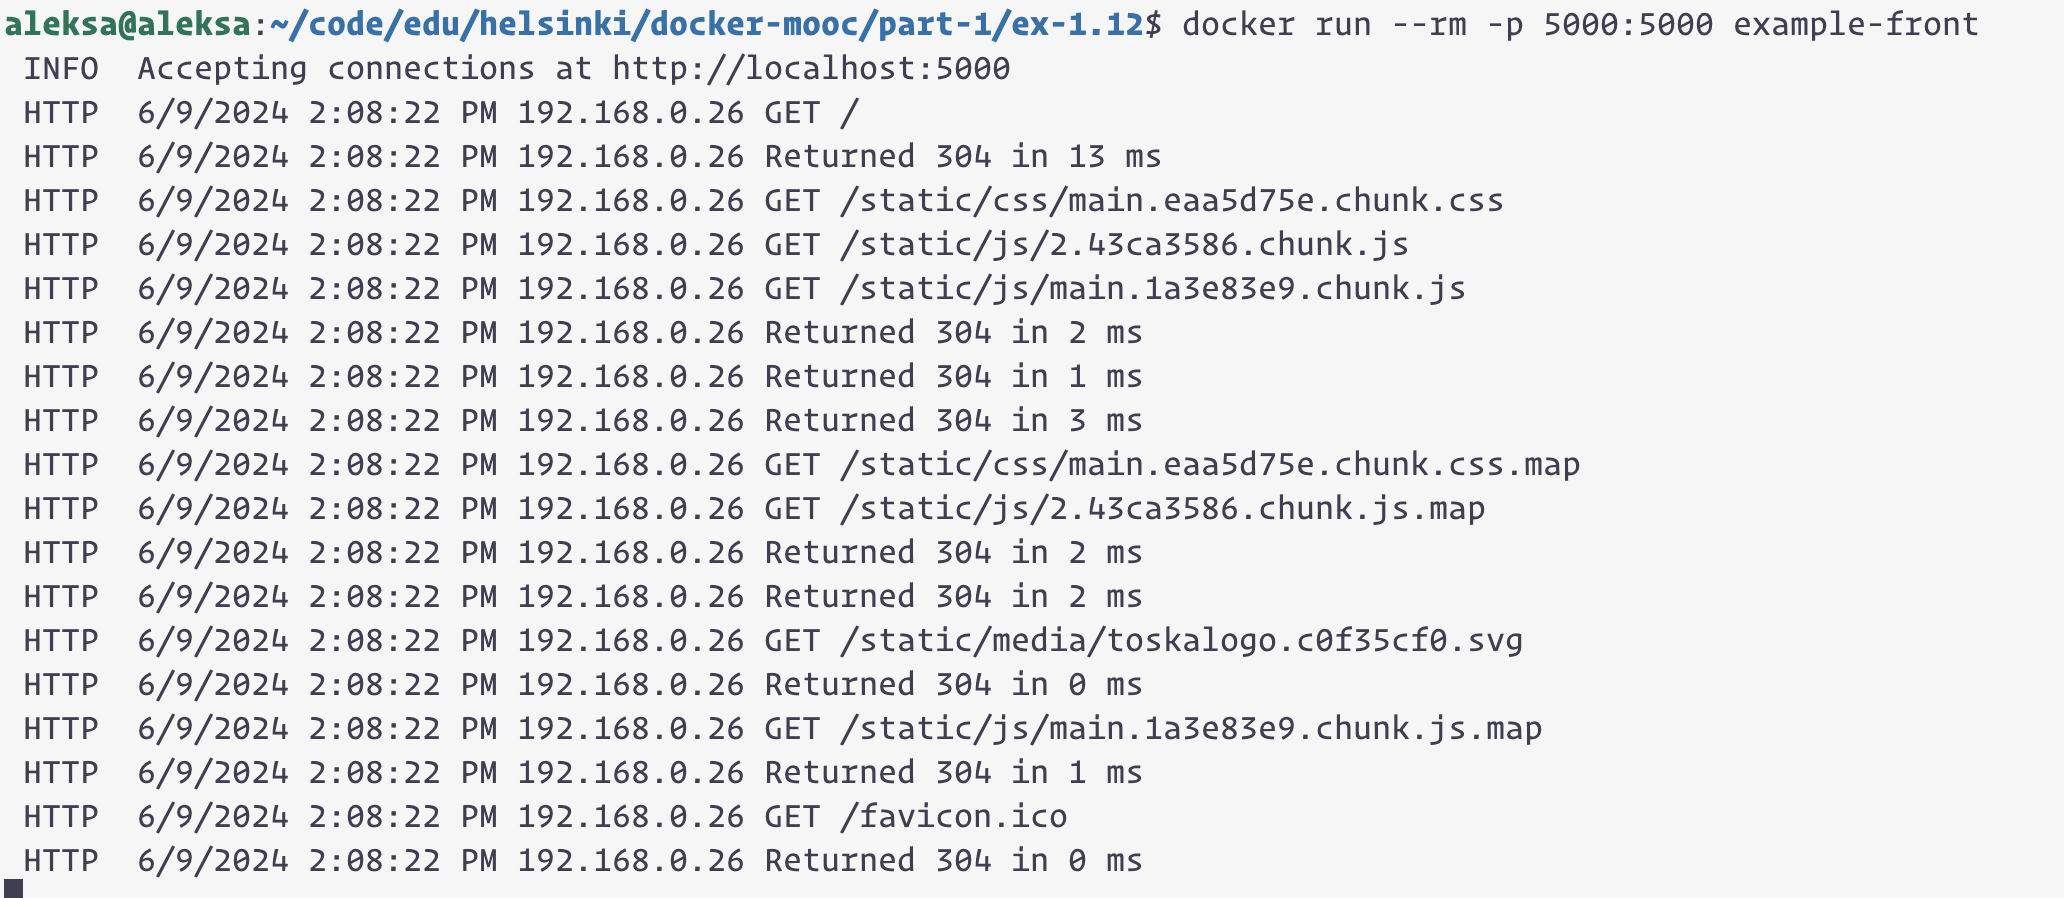 aleksa@aleksa:~/code/edu/helsinki/docker-mooc/part-1/ex-1.12$ docker run --rm -p 5000:5000 example-front
INFO  Accepting connections at http://localhost:5000
HTTP  6/9/2024 2:08:22 PM 192.168.0.26 GET /
HTTP  6/9/2024 2:08:22 PM 192.168.0.26 Returned 304 in 13 ms
HTTP  6/9/2024 2:08:22 PM 192.168.0.26 GET /static/css/main.eaa5d75e.chunk.css
HTTP  6/9/2024 2:08:22 PM 192.168.0.26 GET /static/js/2.43ca3586.chunk.js
HTTP  6/9/2024 2:08:22 PM 192.168.0.26 GET /static/js/main.1a3e83e9.chunk.js
HTTP  6/9/2024 2:08:22 PM 192.168.0.26 Returned 304 in 2 ms
HTTP  6/9/2024 2:08:22 PM 192.168.0.26 Returned 304 in 1 ms
HTTP  6/9/2024 2:08:22 PM 192.168.0.26 Returned 304 in 3 ms
HTTP  6/9/2024 2:08:22 PM 192.168.0.26 GET /static/css/main.eaa5d75e.chunk.css.map
HTTP  6/9/2024 2:08:22 PM 192.168.0.26 GET /static/js/2.43ca3586.chunk.js.map
HTTP  6/9/2024 2:08:22 PM 192.168.0.26 Returned 304 in 2 ms
HTTP  6/9/2024 2:08:22 PM 192.168.0.26 Returned 304 in 2 ms
HTTP  6/9/2024 2:08:22 PM 192.168.0.26 GET /static/media/toskalogo.c0f35cf0.svg
HTTP  6/9/2024 2:08:22 PM 192.168.0.26 Returned 304 in 0 ms
HTTP  6/9/2024 2:08:22 PM 192.168.0.26 GET /static/js/main.1a3e83e9.chunk.js.map
HTTP  6/9/2024 2:08:22 PM 192.168.0.26 Returned 304 in 1 ms
HTTP  6/9/2024 2:08:22 PM 192.168.0.26 GET /favicon.ico
HTTP  6/9/2024 2:08:22 PM 192.168.0.26 Returned 304 in 0 ms